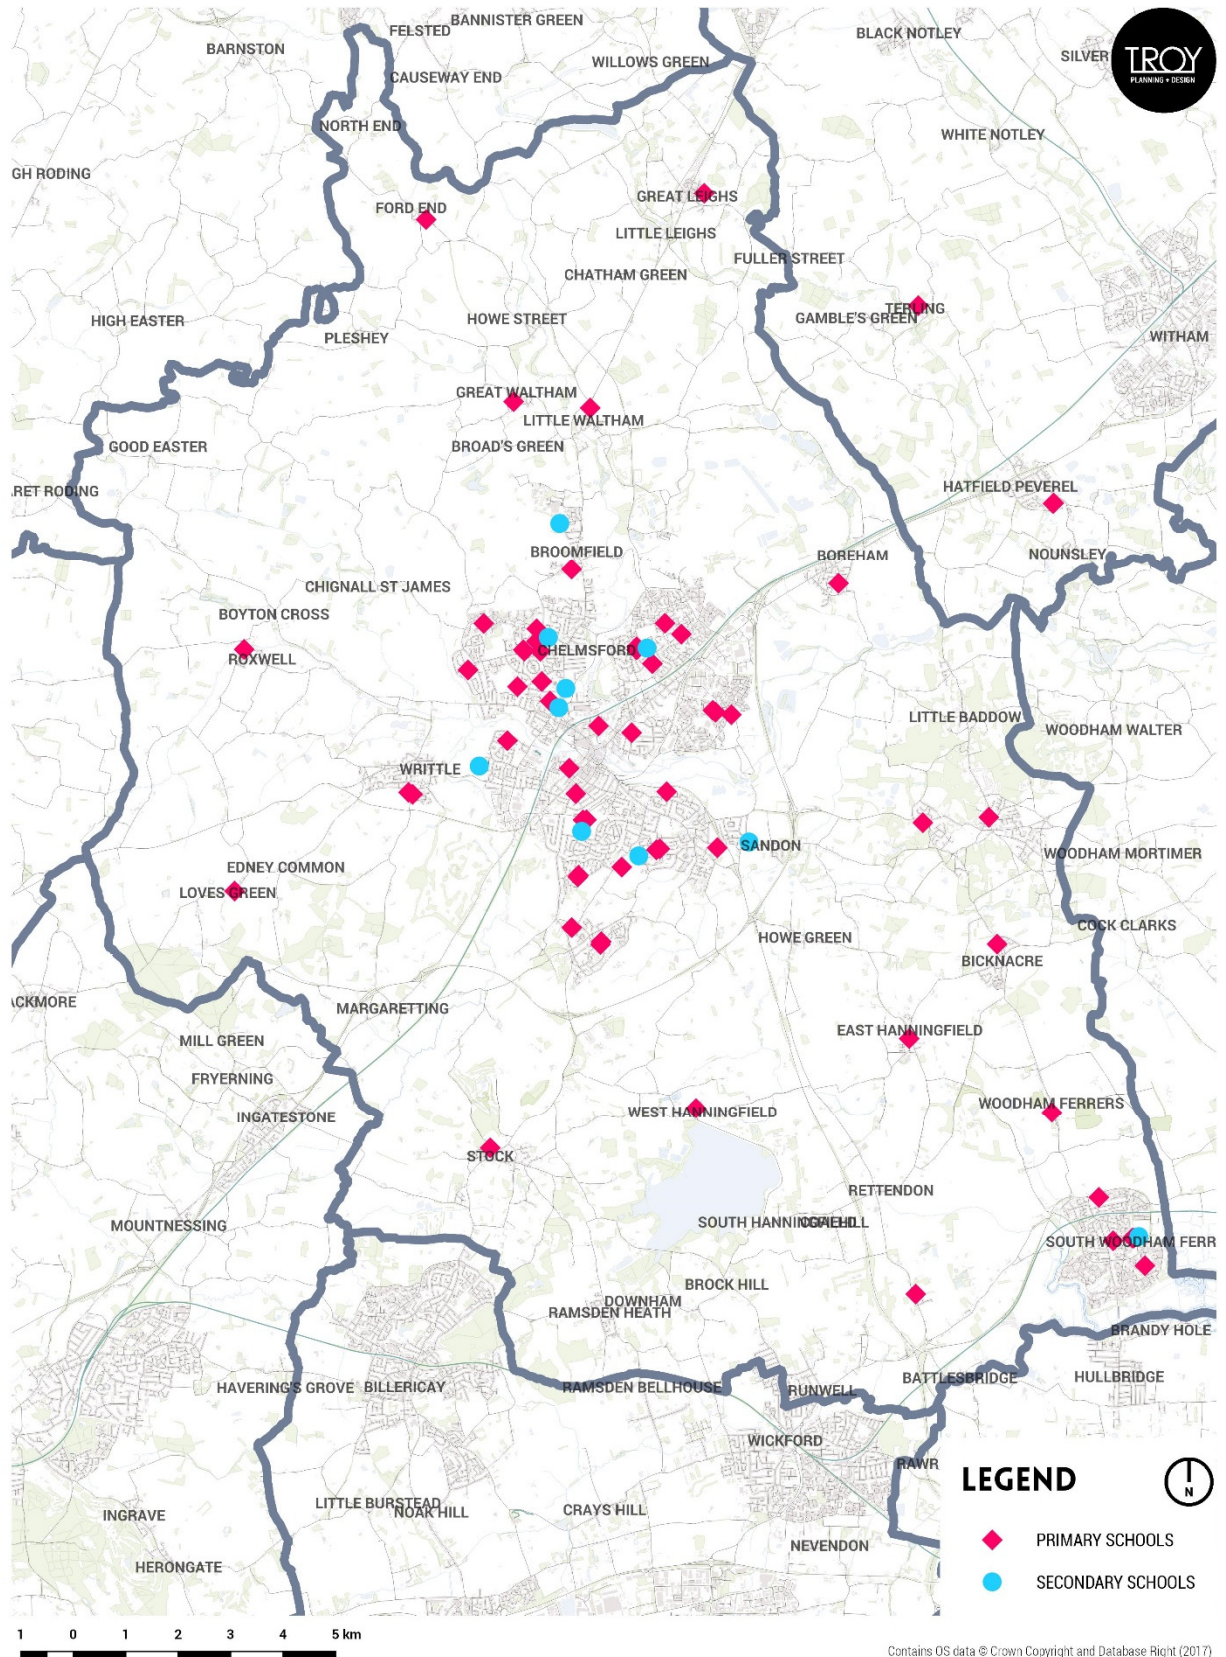 BANNISTER GREEN
FELSTED
BLACK NOTLEY
BARNSTON
SILVER
TROY
PLANNING + DESIGN
WILLOWS GREEN
CAUSEWAY END
NORTH END
WHITE NOTLEY
GH RODING
GREAT LEIGHS
FORD END
LITTLE LEIGHS
FULLER STREET
CHATHAM GREEN
TERLING
GAMBLE'S GREEN
HIGH EASTER
HOWE STREET
PLESHEY
WITHAM
GREAT WALTHAM
LITTLE WALTHAM
GOOD EASTER
BROAD'S GREEN
RET RODING
HATFIELD PEVEREL
BROOMFIELD
BOREHAM
NOUNSLEY
CHIGNALL ST JAMES
BOYTON CROSS
CHELMSFORD
ROXWELL
LITTLE BADDOW
WOODHAM WALTER
WRITTLE
SANDON
WOODHAM MORTIMER
EDNEY COMMON
LOVES GREEN
COCK CLARKS
HOWE GREEN
BICKNACRE
ACKMORE
MARGARETTING
EAST HANNINGFIELD
MILL GREEN
FRYERNING
WOODHAM FERRERS
INGATESTONE
WEST HANNINGFIELD
STOCK
RETTENDON
MOUNTNESSING
SOUTH HANNINGFIELD
SOUTH WOODHAM FERR
BROCK HILL
DOWNHAM
RAMSDEN HEATH
BRANDY HOLE
BATTLESBRIDGE
HULLBRIDGE
HAVERING'S GROVE
BILLERICAY
RAMSDEN BELLHOUSE
RUNWELL
WICKFORD
RAWR
LITTLE BURSTEAD
NOAK HILL
CRAYS HILL
INGRAVE
NEVENDON
HERONGATE
LEGEND
N
PRIMARY SCHOOLS
SECONDARY SCHOOLS
1 0 1 2 3 4 5 km
Contains OS data © Crown Copyright and Database Right (2017)